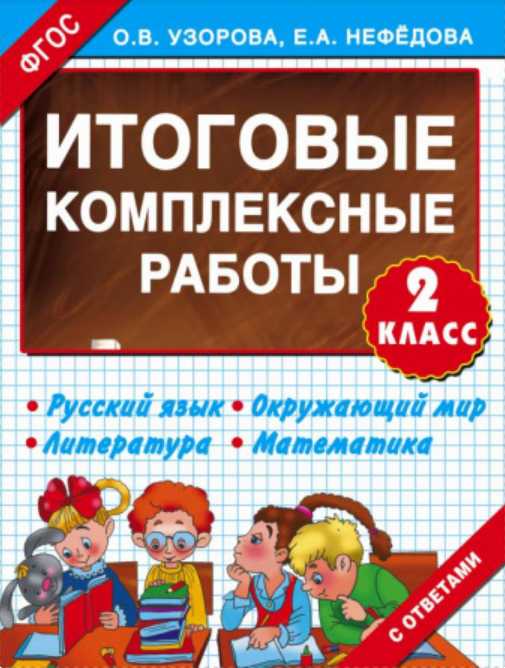 ФГОС
О.В. УЗОРОВА, Е.А. НЕФЁДОВА
ИТОГОВЫЕ
КОМПЛЕКСНЫЕ
РАБОТЫ
2
КЛАСС
• Русский язык • Окружающий мир
• Литература • Математика
С ОТВЕТАМИ